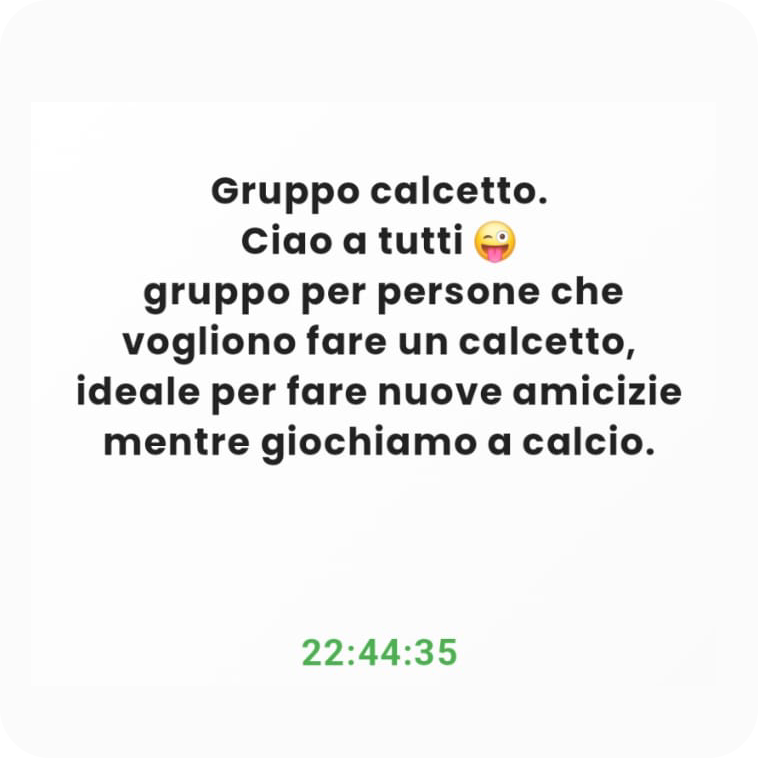 Gruppo calcetto.
Ciao a tutti 😜
gruppo per persone che
vogliono fare un calcetto,
ideale per fare nuove amicizie
mentre giochiamo a calcio.
22:44:35